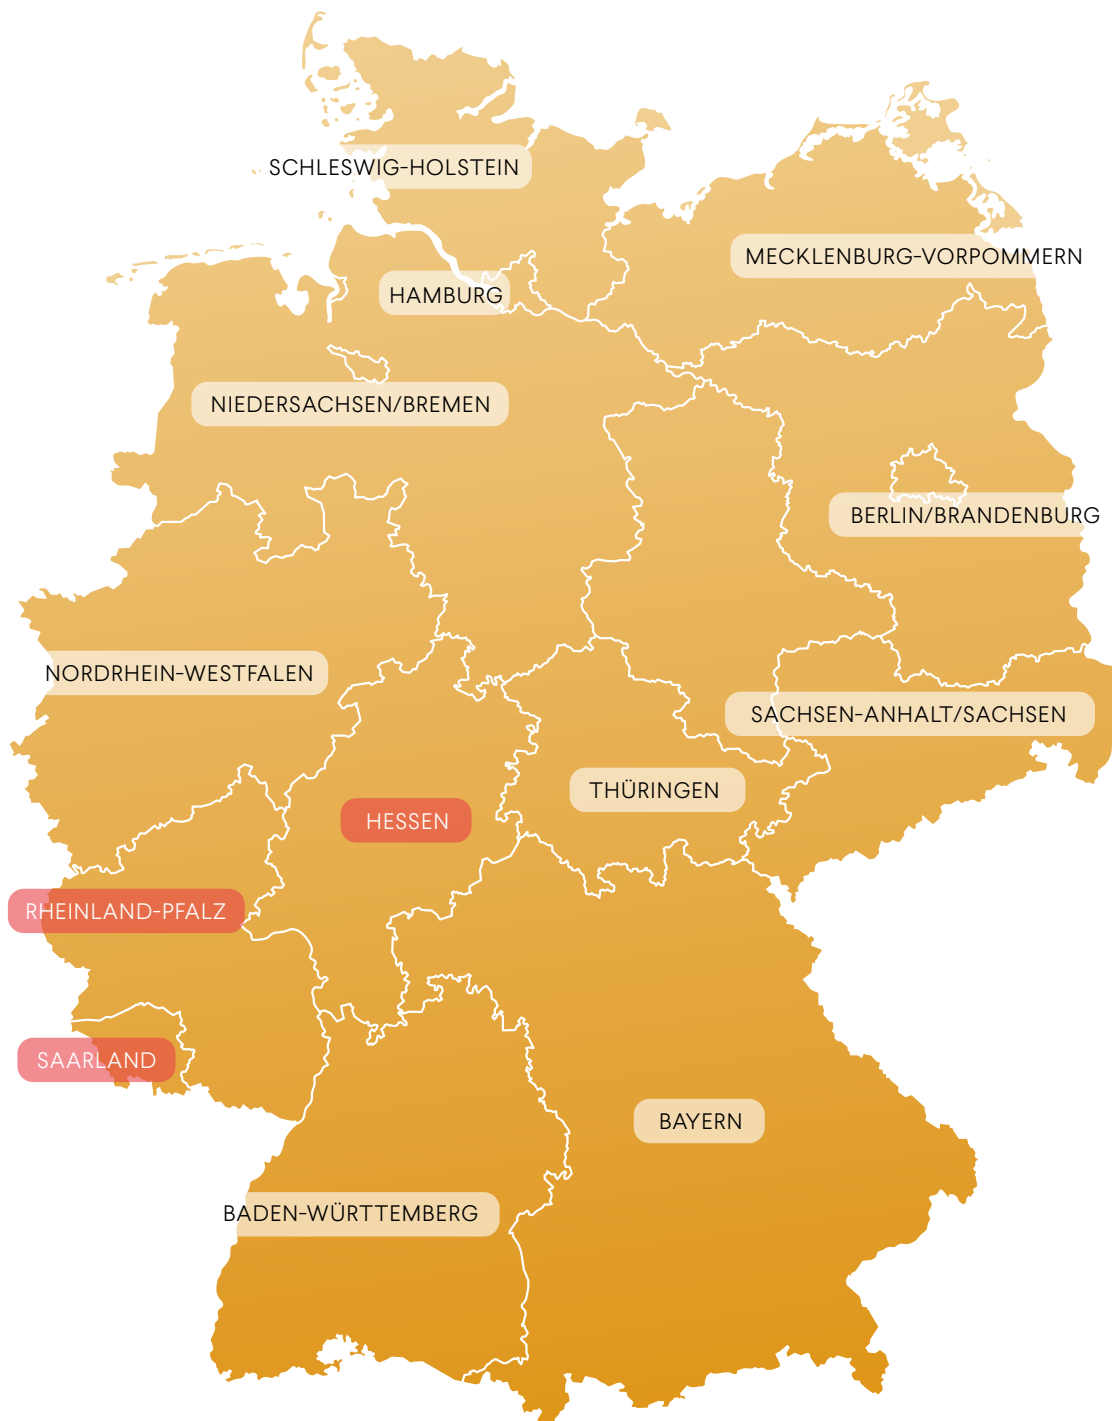 SCHLESWIG-HOLSTEIN
MECKLENBURG-VORPOMMERN
HAMBURG
NIEDERSACHSEN/BREMEN
BERLIN/BRANDENBURG
NORDRHEIN-WESTFALEN
SACHSEN-ANHALT/SACHSEN
THÜRINGEN
HESSEN
RHEINLAND-PFALZ
SAARLAND
BAYERN
BADEN-WÜRTTEMBERG